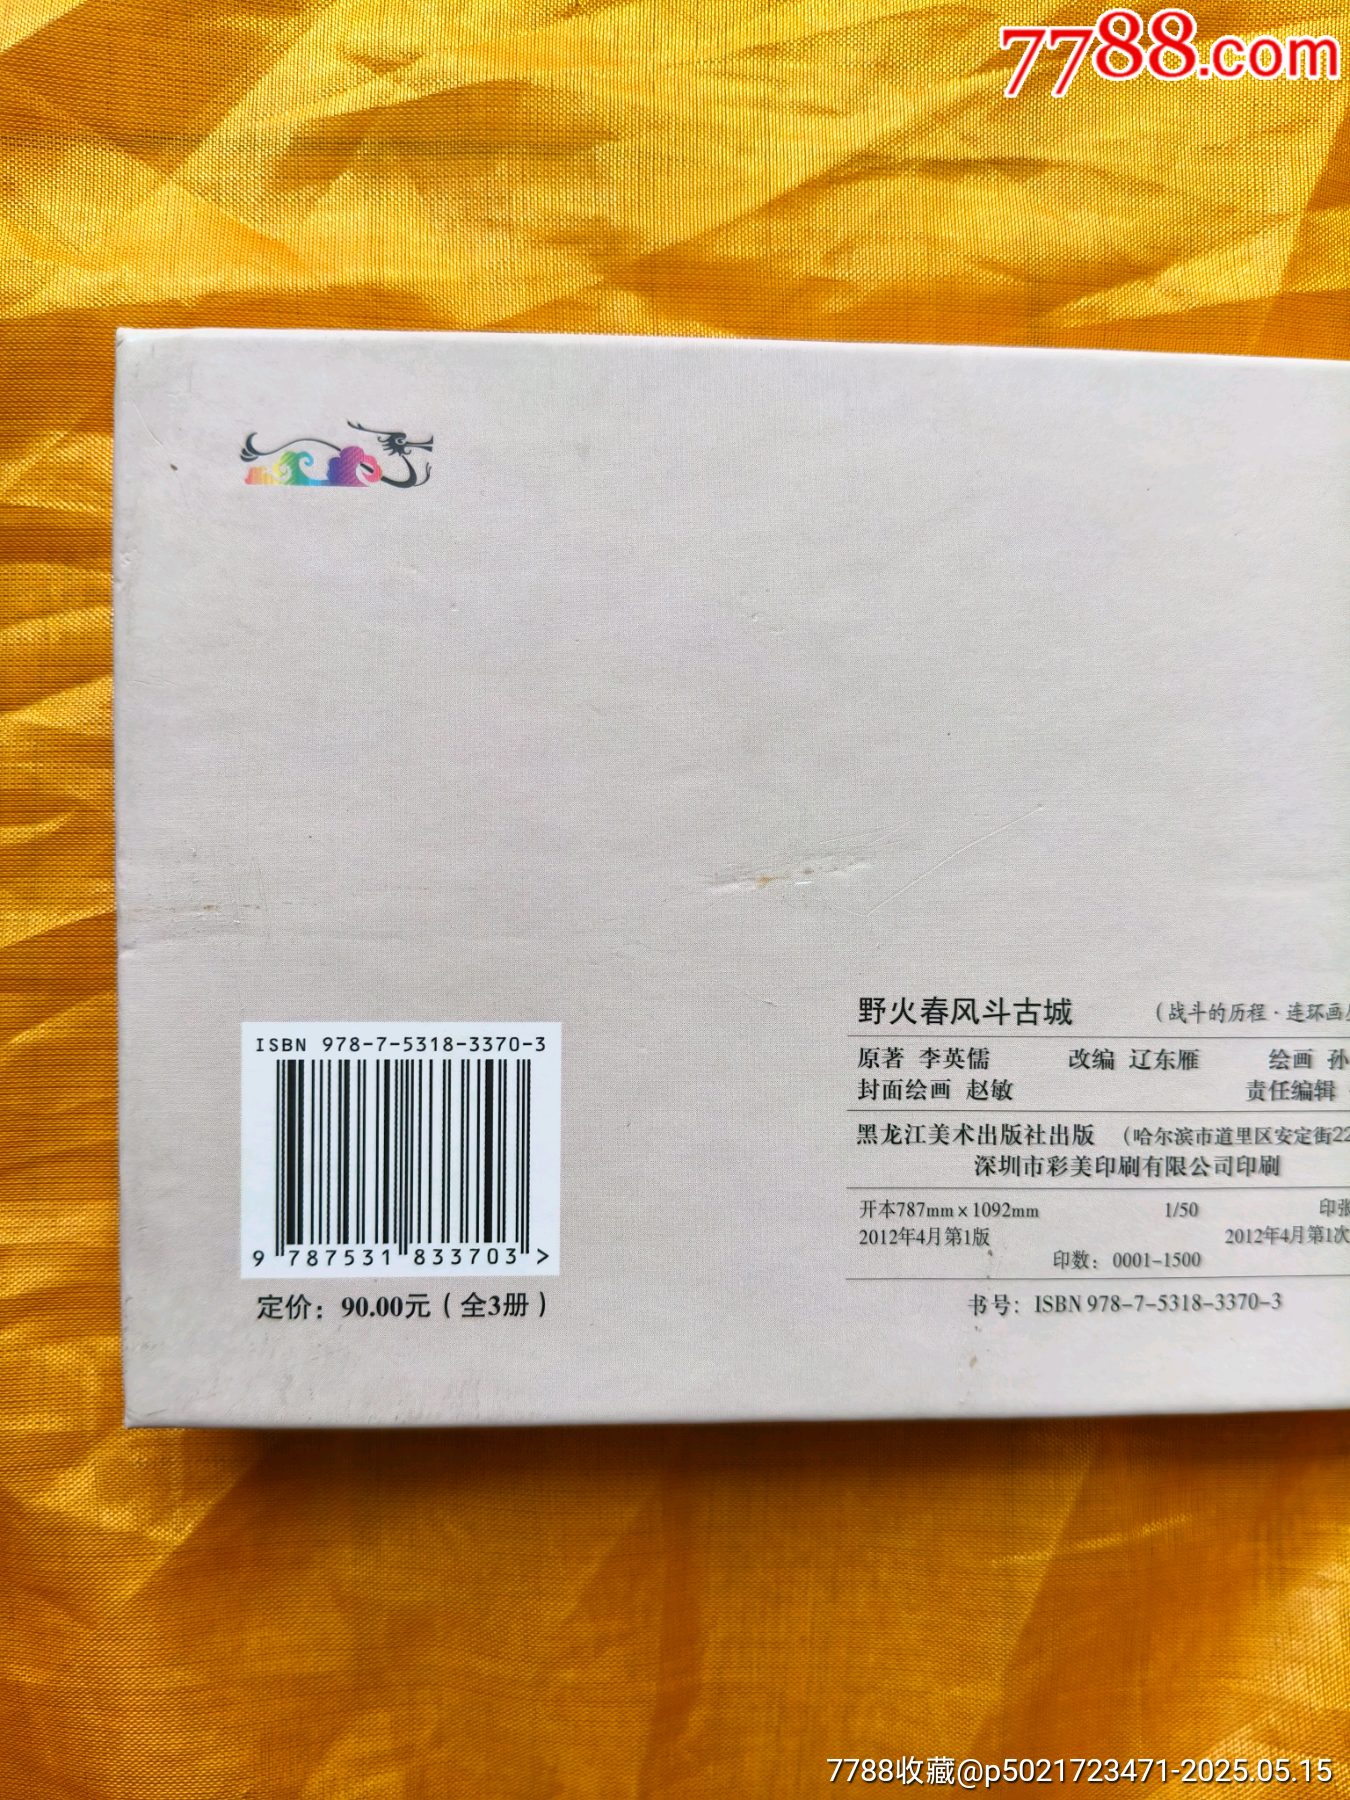 7788.com
ISBN 978-7-5318-3370-3
9 787531 833703 >
定价：90.00元（全3册）
野火春风斗古城 （战斗的历程·连环画
原著 李英儒 改编 辽东雁 绘画 孙
封面绘画 赵敏 责任编辑
黑龙江美术出版社出版 （哈尔滨市道里区安定街22
深圳市彩美印刷有限公司印刷
开本787mm×1092mm 1/50 印张
2012年4月第1版 2012年4月第1次
印数：0001-1500
书号：ISBN 978-7-5318-3370-3
7788收藏@p5021723471-2025.05.15